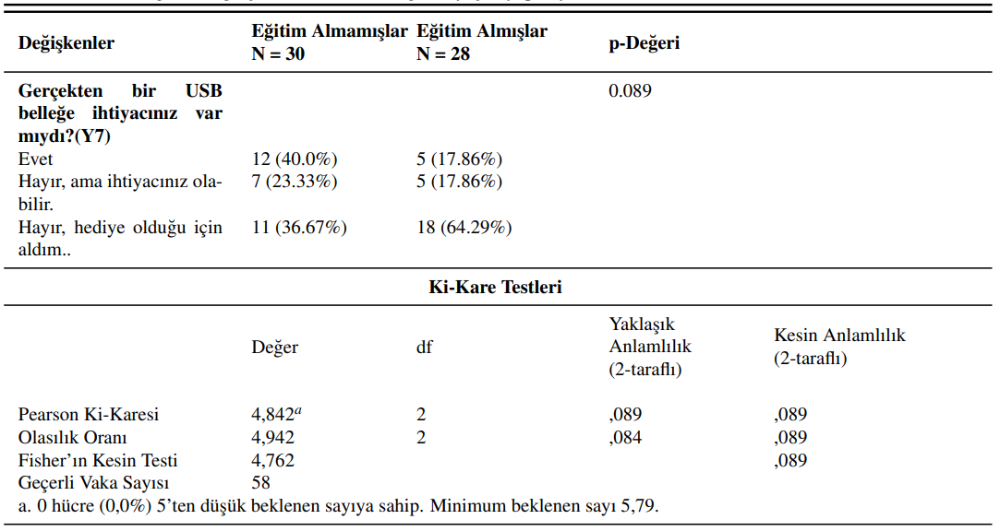 Değişkenler Eğitim Almamışlar N = 30 Eğitim Almışlar N = 28 p-Değeri
Gerçekten bir USB 0.089
belleğe ihtiyacınız var
mıydı?(Y7)
Evet 12 (40.0%) 5 (17.86%)
Hayır, ama ihtiyacınız ola- 7 (23.33%) 5 (17.86%)
bilir.
Hayır, hediye olduğu için 11 (36.67%) 18 (64.29%)
aldım..
Ki-Kare Testleri
Değer df Yaklaşık Anlamlılık (2-taraflı) Kesin Anlamlılık (2-taraflı)
Pearson Ki-Karesi 4,842a 2 ,089 ,089
Olasılık Oranı 4,942 2 ,084 ,089
Fisher’ın Kesin Testi 4,762 ,089
Geçerli Vaka Sayısı 58
a. 0 hücre (0,0%) 5’ten düşük beklenen sayıya sahip. Minimum beklenen sayı 5,79.